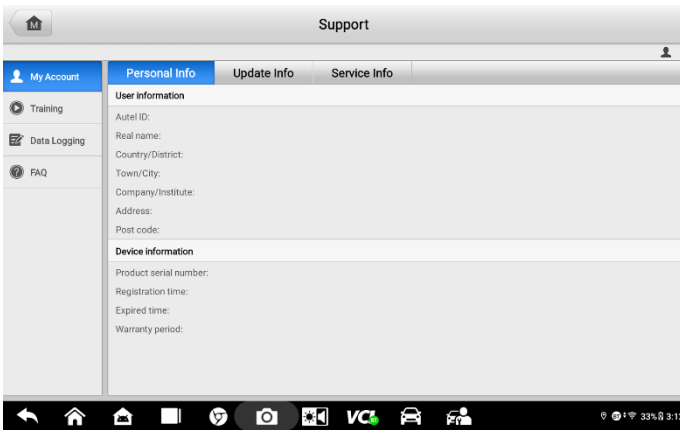 M
Support
My Account
Training
Data Logging
FAQ
Personal Info Update Info Service Info
User information
Autel ID:
Real name:
Country/District:
Town/City:
Company/Institute:
Address:
Post code:
Device information
Product serial number:
Registration time:
Expired time:
Warranty period:
VCI
33%